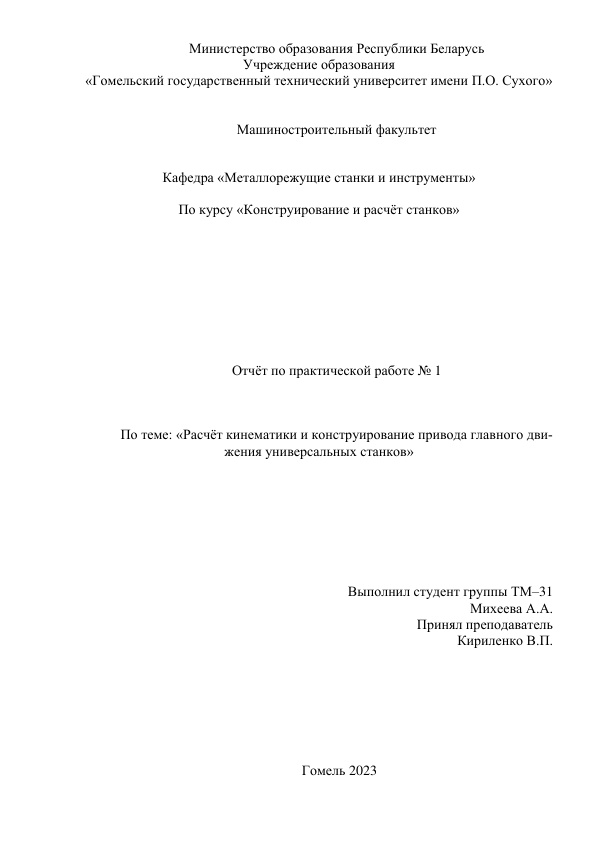 Министерство образования Республики Беларусь
Учреждение образования
«Гомельский государственный технический университет имени П.О. Сухого»
Машиностроительный факультет
Кафедра «Металлорежущие станки и инструменты»
По курсу «Конструирование и расчёт станков»
Отчёт по практической работе № 1
По теме: «Расчёт кинематики и конструирование привода главного дви-
жения универсальных станков»
Выполнил студент группы ТМ–31
Михеева А.А.
Принял преподаватель
Кириленко В.П.
Гомель 2023